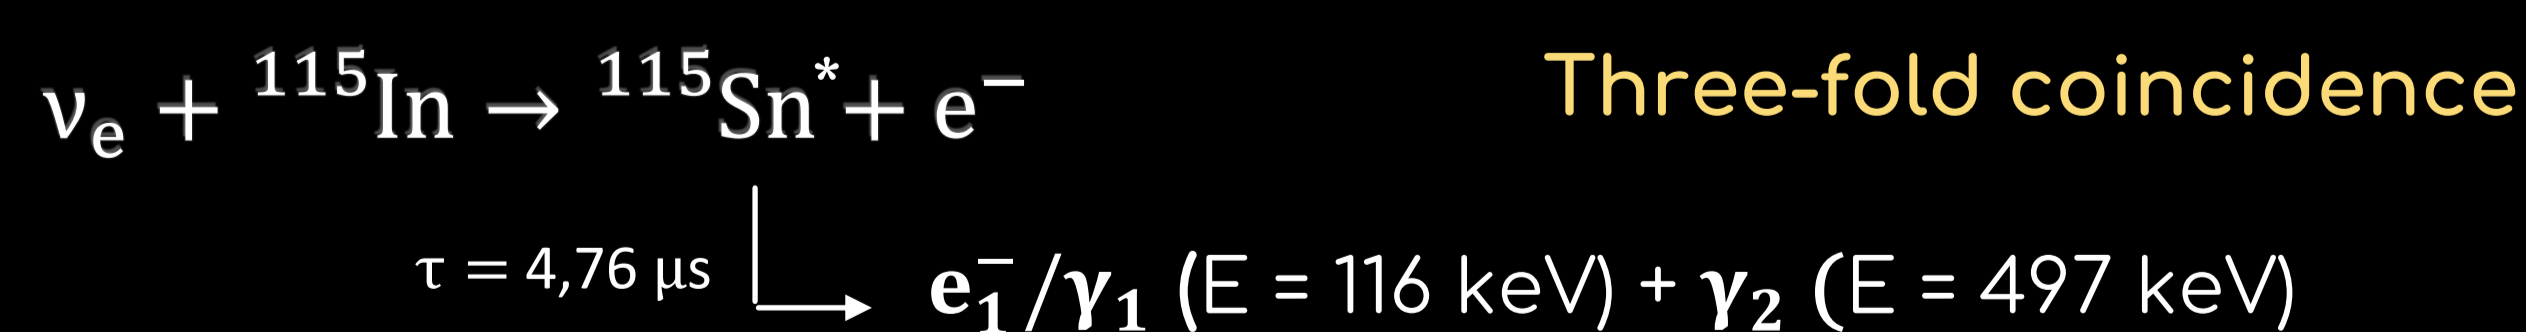 νₑ + ¹¹⁵In → ¹¹⁵Sn* + e⁻
Three-fold coincidence
τ = 4,76 μs
e₁⁻/γ₁ (E = 116 keV) + γ₂ (E = 497 keV)